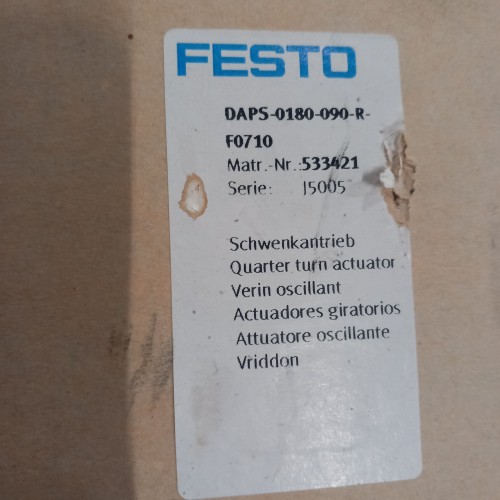 FESTO
DAPS-0180-090-R-
F0710
Matr.-Nr.:533421
Serie: J5005
Schwenkantrieb
Quarter turn actuator
Verin oscillant
Actuadores giratorios
Attuatore oscillante
Vriddon